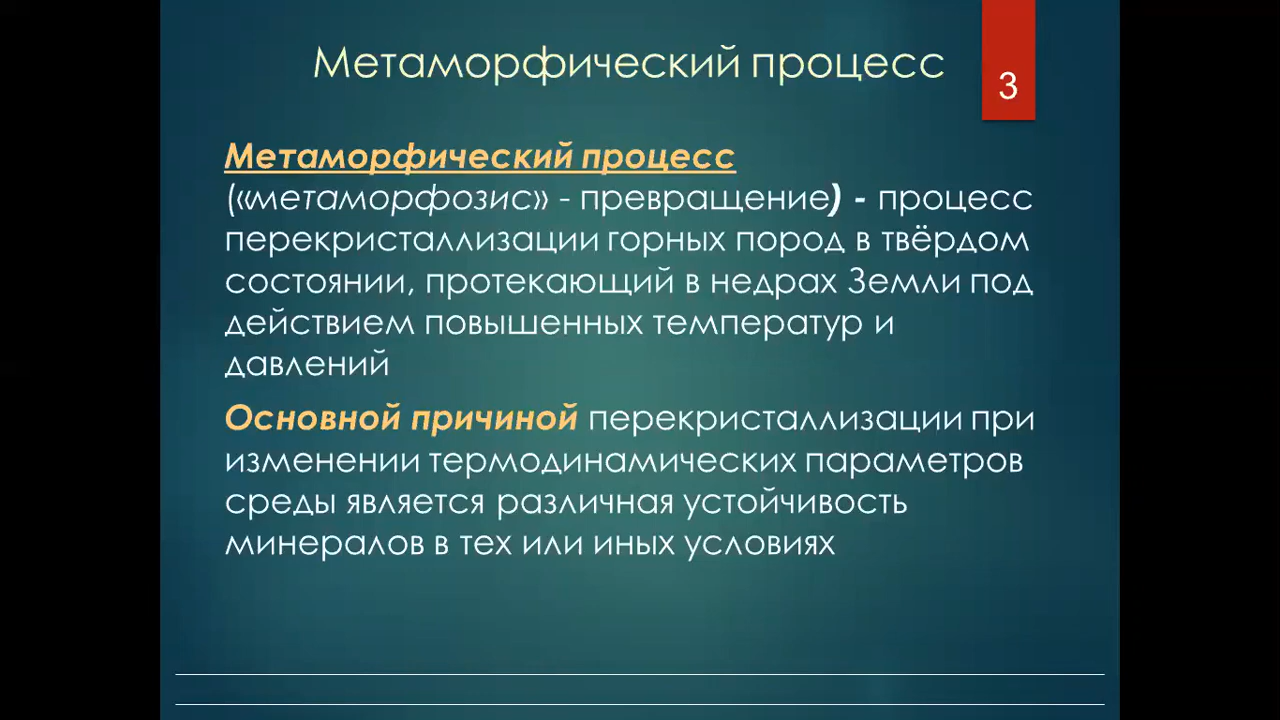 Метаморфический процесс
3
Метаморфический процесс
(«метаморфозис» - превращение) - процесс
перекристаллизации горных пород в твёрдом
состоянии, протекающий в недрах Земли под
действием повышенных температур и
давлений
Основной причиной перекристаллизации при
изменении термодинамических параметров
среды является различная устойчивость
минералов в тех или иных условиях